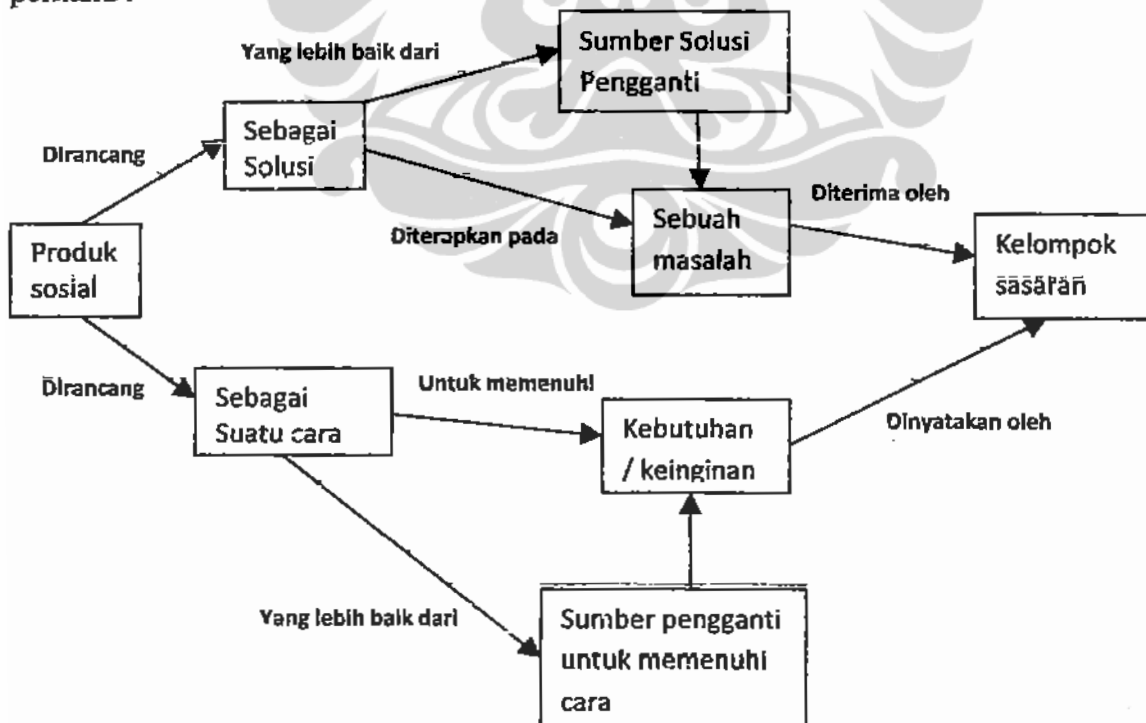 Yang lebih baik dari
Sumber Solusi
Pengganti
Dirancang
Sebagai
Solusi
Diterapkan pada
Sebuah
masalah
Diterima oleh
Kelompok
sasaran
Produk
sosial
Dirancang
Sebagai
Suatu cara
Untuk memenuhi
Kebutuhan
/ keinginan
Dinyatakan oleh
Yang lebih baik dari
Sumber pengganti
untuk memenuhi
cara